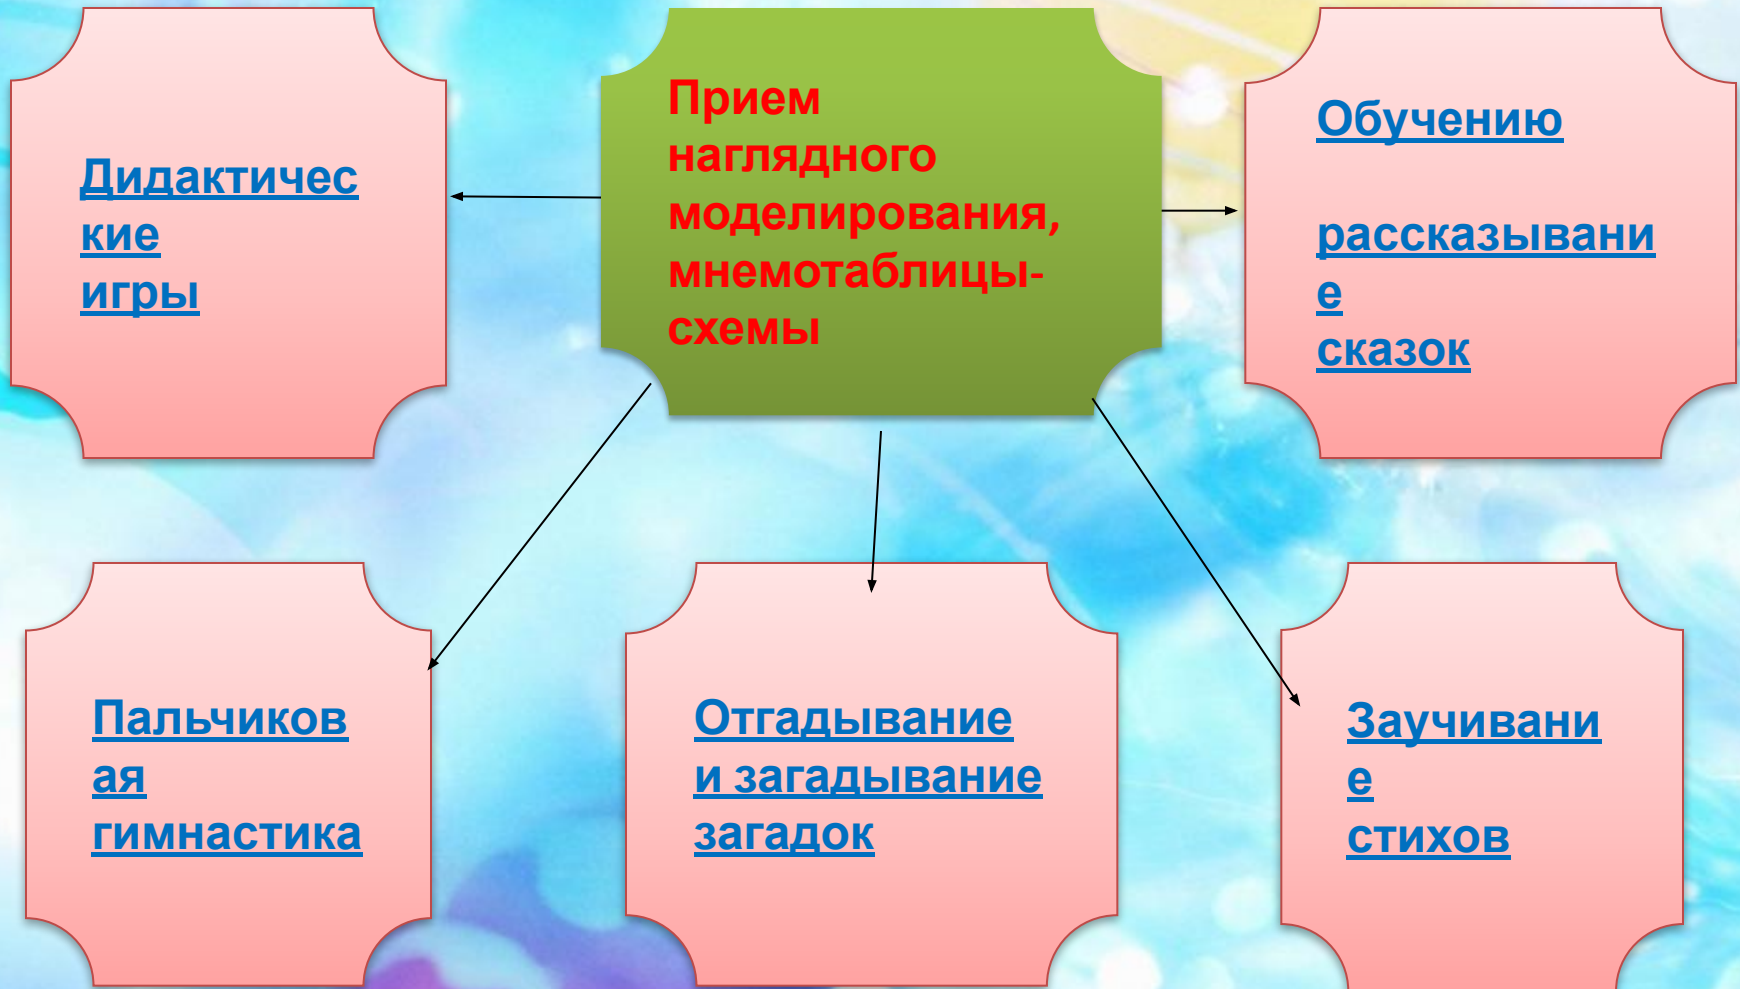 Дидактичес
кие
игры
Прием
наглядного
моделирования,
мнемотаблицы-
схемы
Обучению
рассказывани
е
сказок
Пальчиков
ая
гимнастика
Отгадывание
и загадывание
загадок
Заучивани
е
стихов